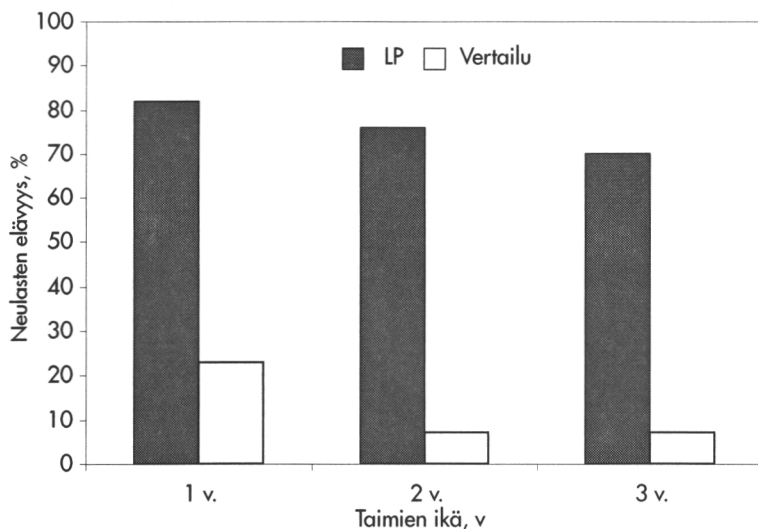 100
90
80
70
60
50
40
30
20
10
0
Neulasten elävyys, %
LP Vertailu
1 v. 2 v. 3 v.
Taimien ikä, v